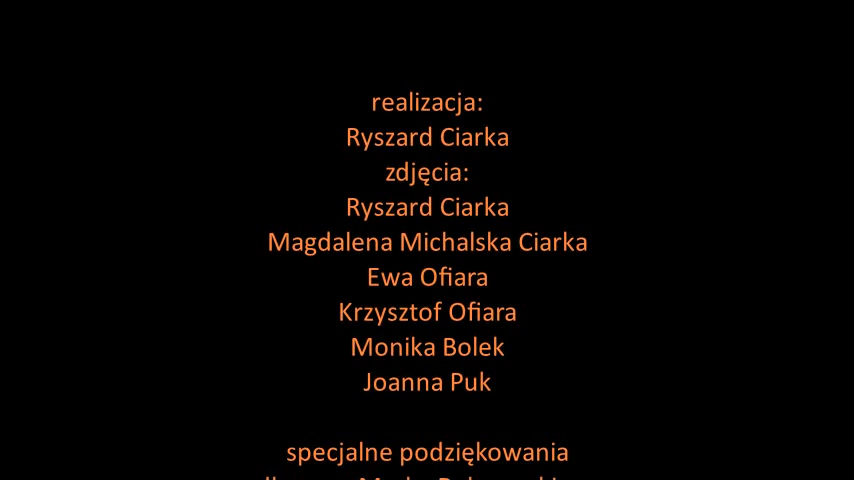 realizacja:
Ryszard Ciarka
zdjęcia:
Ryszard Ciarka
Magdalena Michalska Ciarka
Ewa Ofiara
Krzysztof Ofiara
Monika Bolek
Joanna Puk
specjalne podziękowania